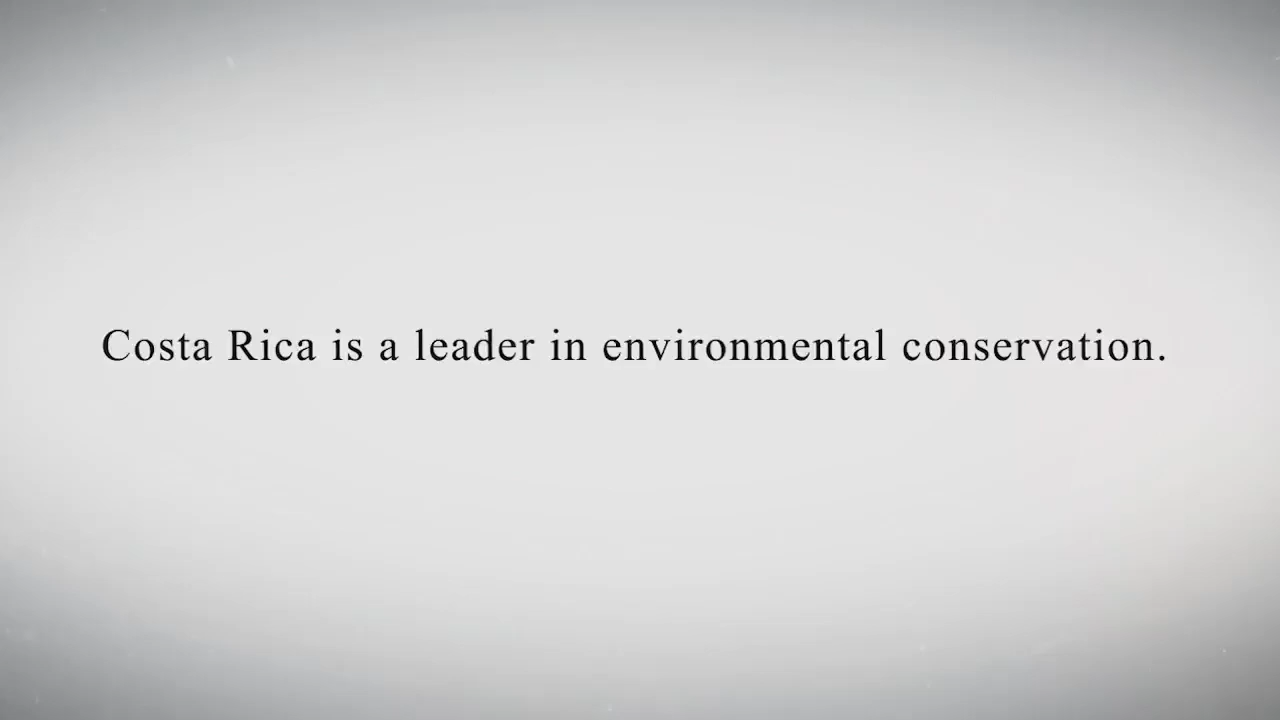 Costa Rica is a leader in environmental conservation.